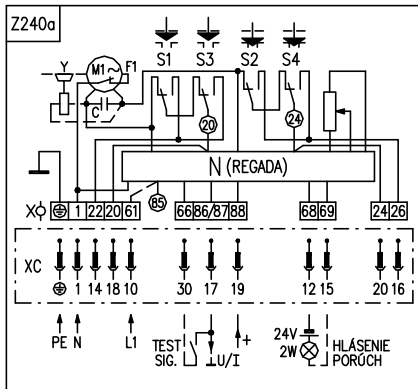 Z240a
S1 S3 S2 S4
Y M1~ F1
C
20 24
N (REGADA)
85
X 1 22 20 61 66 86/87 88 68 69 24 26
XC
1 14 18 10 30 17 19 12 15 20 16
PE N L1 TEST SIG. U/I + 24V 2W HLÁSENIE PORÚCH